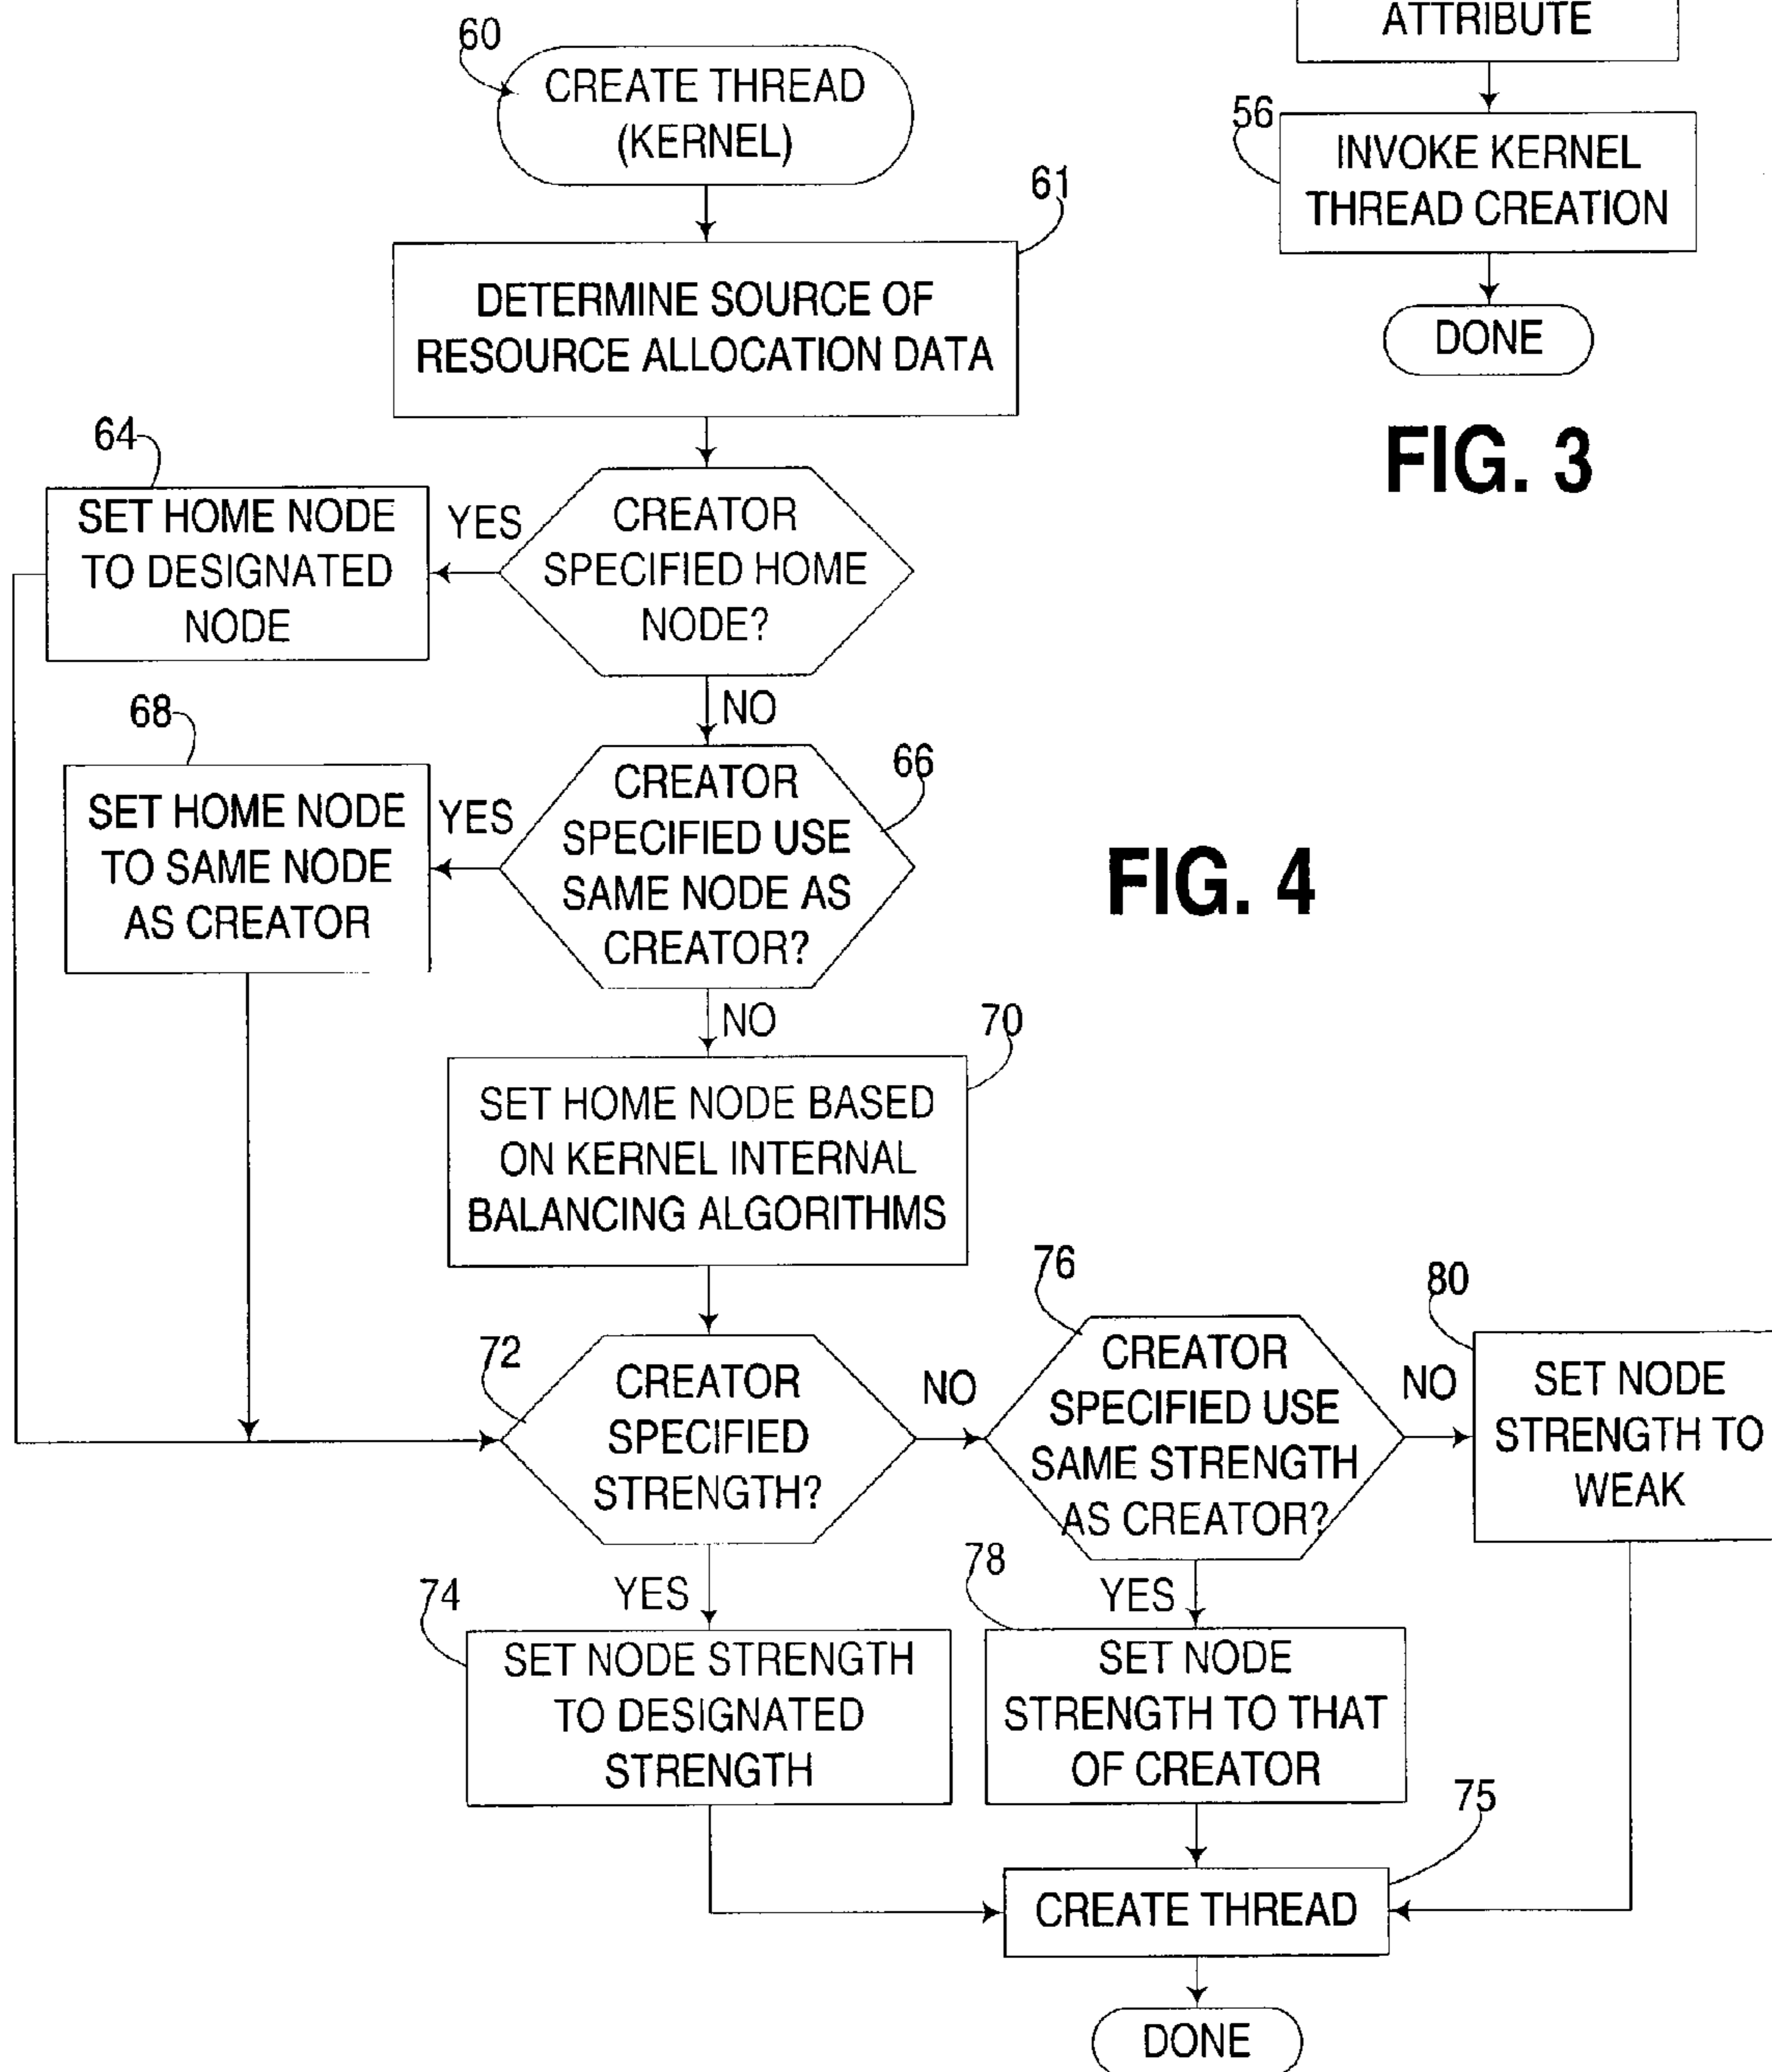 ATTRIBUTE
56
INVOKE KERNEL
THREAD CREATION
DONE
FIG. 3
60
CREATE THREAD
(KERNEL)
61
DETERMINE SOURCE OF
RESOURCE ALLOCATION DATA
64
SET HOME NODE
TO DESIGNATED
NODE
YES
CREATOR
SPECIFIED HOME
NODE?
NO
68
SET HOME NODE
TO SAME NODE
AS CREATOR
YES
66
CREATOR
SPECIFIED USE
SAME NODE AS
CREATOR?
FIG. 4
NO
70
SET HOME NODE BASED
ON KERNEL INTERNAL
BALANCING ALGORITHMS
72
CREATOR
SPECIFIED
STRENGTH?
NO
76
CREATOR
SPECIFIED USE
SAME STRENGTH
AS CREATOR?
NO
80
SET NODE
STRENGTH TO
WEAK
YES
74
SET NODE STRENGTH
TO DESIGNATED
STRENGTH
YES
78
SET NODE
STRENGTH TO THAT
OF CREATOR
75
CREATE THREAD
DONE